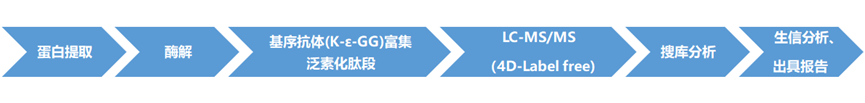 蛋白提取
酶解
基序抗体(K-ε-GG)富集
泛素化肽段
LC-MS/MS
(4D-Label free)
搜库分析
生信分析、
出具报告